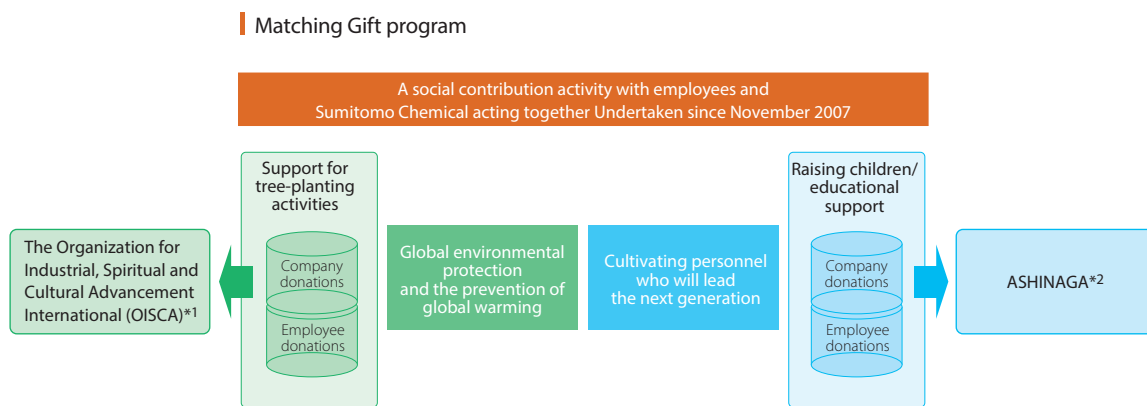 Matching Gift program
A social contribution activity with employees and
Sumitomo Chemical acting together Undertaken since November 2007
The Organization for
Industrial, Spiritual and
Cultural Advancement
International (OISCA)*1
Support for
tree-planting
activities
Company
donations
Employee
donations
Global environmental
protection
and the prevention of
global warming
Cultivating personnel
who will lead
the next generation
Raising children/
educational
support
Company
donations
Employee
donations
ASHINAGA*2